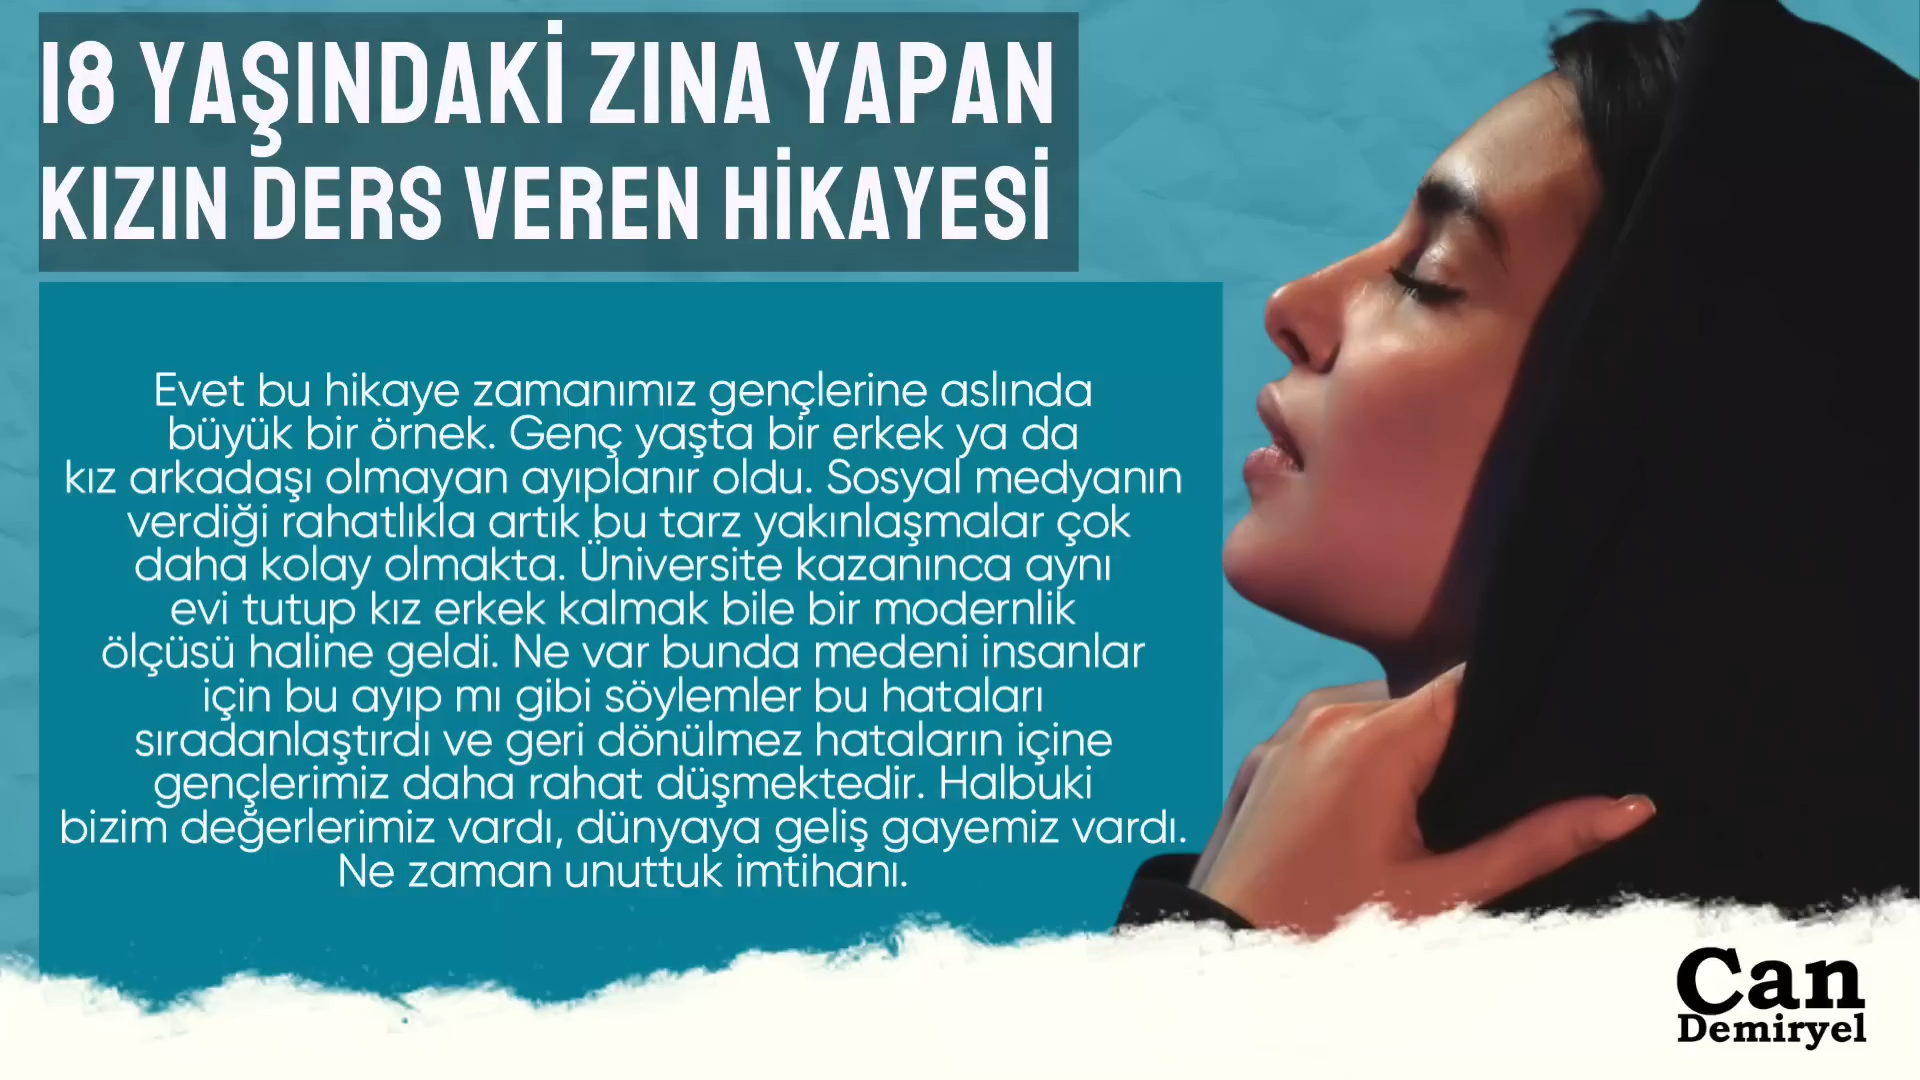 18 YAŞINDAKİ ZINA YAPAN
KIZIN DERS VEREN HİKAYESİ
Evet bu hikaye zamanımız gençlerine aslında
büyük bir örnek. Genç yaşta bir erkek ya da
kız arkadaşı olmayan ayıplanır oldu. Sosyal medyanın
verdiği rahatlıkla artık bu tarz yakınlaşmalar çok
daha kolay olmakta. Üniversite kazanınca aynı
evi tutup kız erkek kalmak bile bir modernlik
ölçüsü haline geldi. Ne var bunda medeni insanlar
için bu ayıp mı gibi söylemler bu hataları
sıradanlaştırdı ve geri dönülmez hataların içine
gençlerimiz daha rahat düşmektedir. Halbuki
bizim değerlerimiz vardı, dünyaya geliş gayemiz vardı.
Ne zaman unuttuk imtihanı.
Can
Demiryel